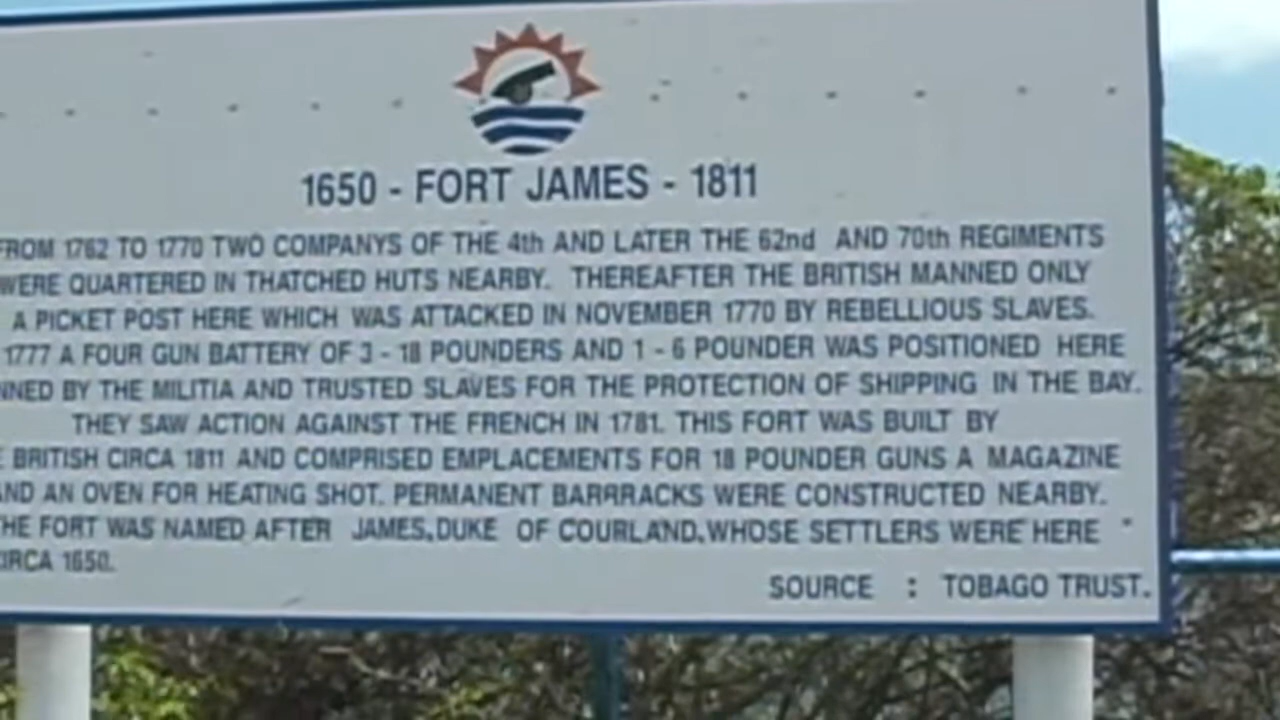 1650 - FORT JAMES - 1811
FROM 1762 TO 1770 TWO COMPANYS OF THE 4th AND LATER THE 62nd AND 70th REGIMENTS
WERE QUARTERED IN THATCHED HUTS NEARBY. THEREAFTER THE BRITISH MANNED ONLY
A PICKET POST HERE WHICH WAS ATTACKED IN NOVEMBER 1770 BY REBELLIOUS SLAVES.
1777 A FOUR GUN BATTERY OF 3 - 18 POUNDERS AND 1 - 6 POUNDER WAS POSITIONED HERE
NNED BY THE MILITIA AND TRUSTED SLAVES FOR THE PROTECTION OF SHIPPING IN THE BAY.
THEY SAW ACTION AGAINST THE FRENCH IN 1781. THIS FORT WAS BUILT BY
E BRITISH CIRCA 1811 AND COMPRISED EMPLACEMENTS FOR 18 POUNDER GUNS A MAGAZINE
AND AN OVEN FOR HEATING SHOT. PERMANENT BARRRACKS WERE CONSTRUCTED NEARBY.
THE FORT WAS NAMED AFTER JAMES, DUKE OF COURLAND, WHOSE SETTLERS WERE HERE
CIRCA 1650.
SOURCE : TOBAGO TRUST.